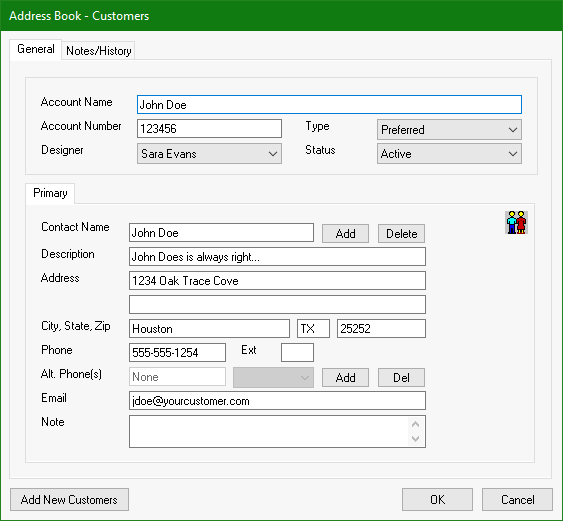 Address Book - Customers
General Notes/History
Account Name John Doe
Account Number 123456 Type Preferred
Designer Sara Evans Status Active
Primary
Contact Name John Doe Add Delete
Description John Does is always right...
Address 1234 Oak Trace Cove
City, State, Zip Houston TX 25252
Phone 555-555-1254 Ext
Alt. Phone(s) None Add Del
Email jdoe@yourcustomer.com
Note
Add New Customers OK Cancel